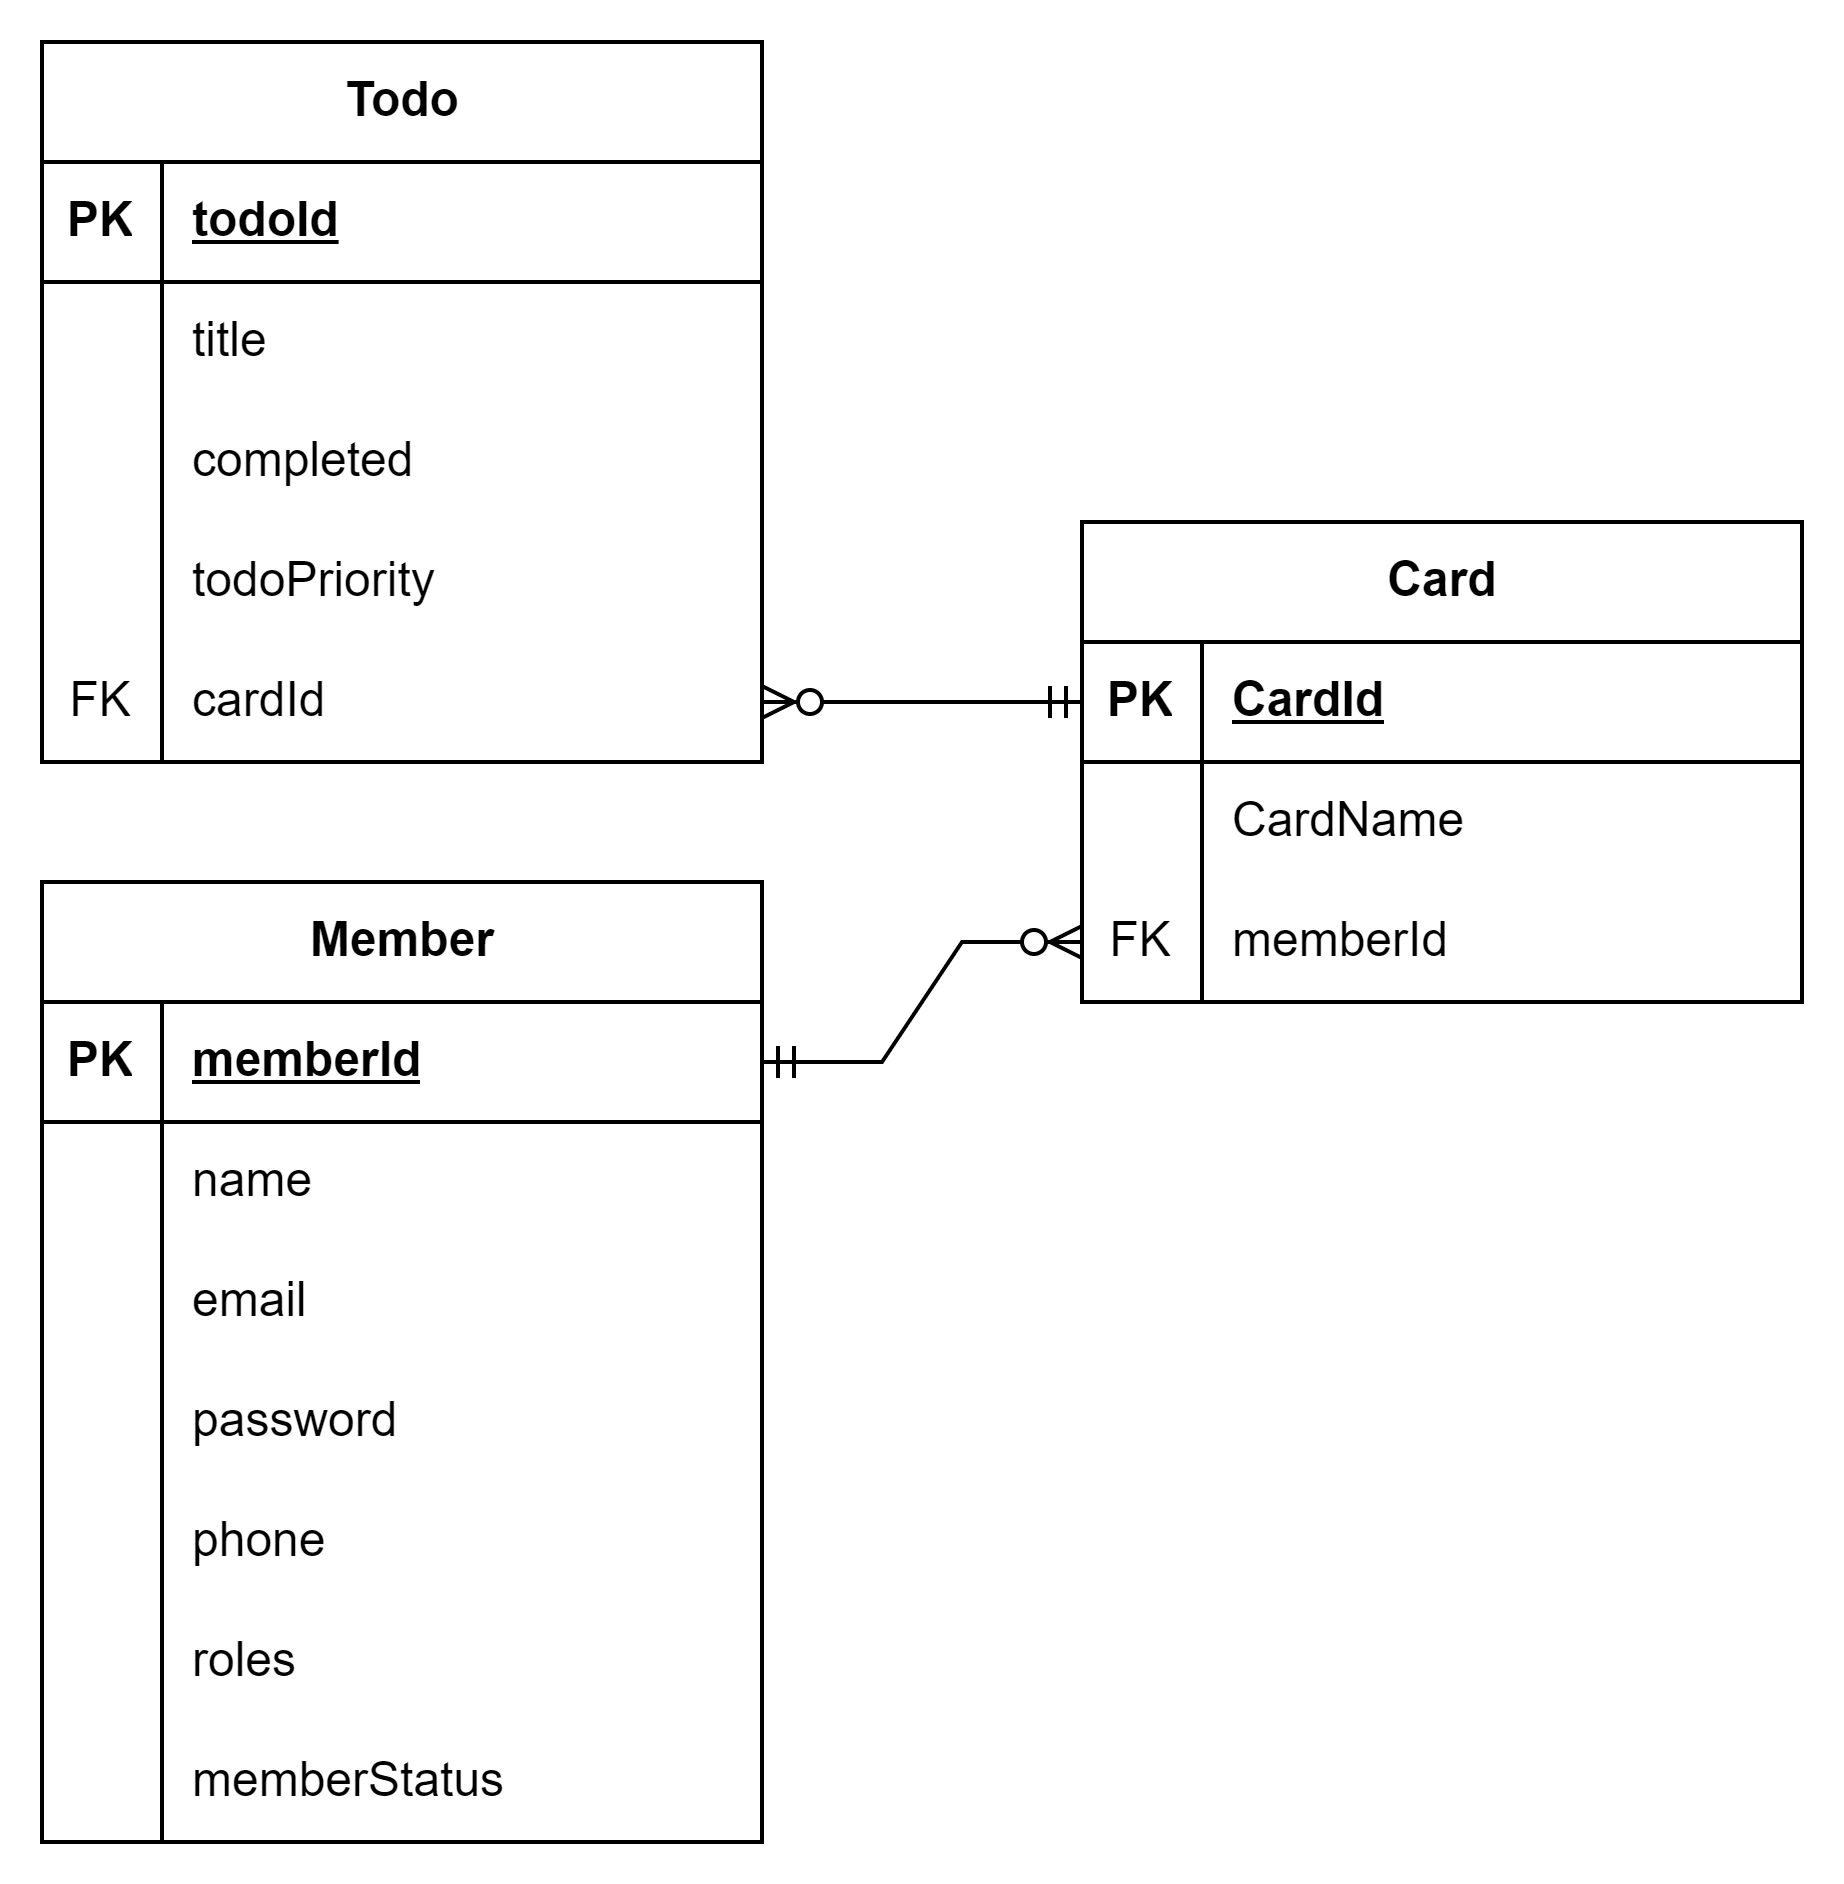 Todo
PK todoId
title
completed
todoPriority
FK cardId
Card
PK CardId
CardName
FK memberId
Member
PK memberId
name
email
password
phone
roles
memberStatus